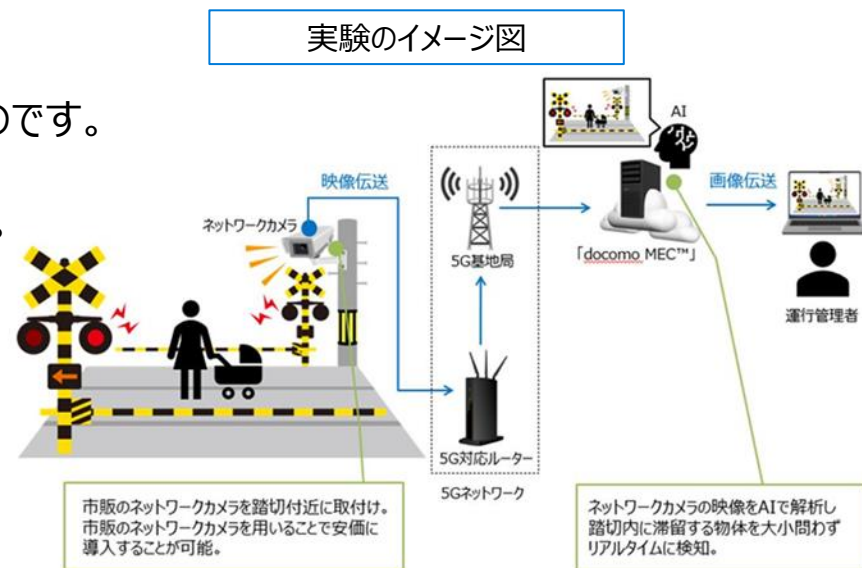 実験のイメージ図
のです。
。
AI
映像伝送
画像伝送
ネットワークカメラ
5G基地局
「docomo MEC™」
運行管理者
5G対応ルーター
5Gネットワーク
市販のネットワークカメラを踏切付近に取付け。
市販のネットワークカメラを用いることで安価に
導入することが可能。
ネットワークカメラの映像をAIで解析し
踏切内に滞留する物体を大小問わず
リアルタイムに検知。